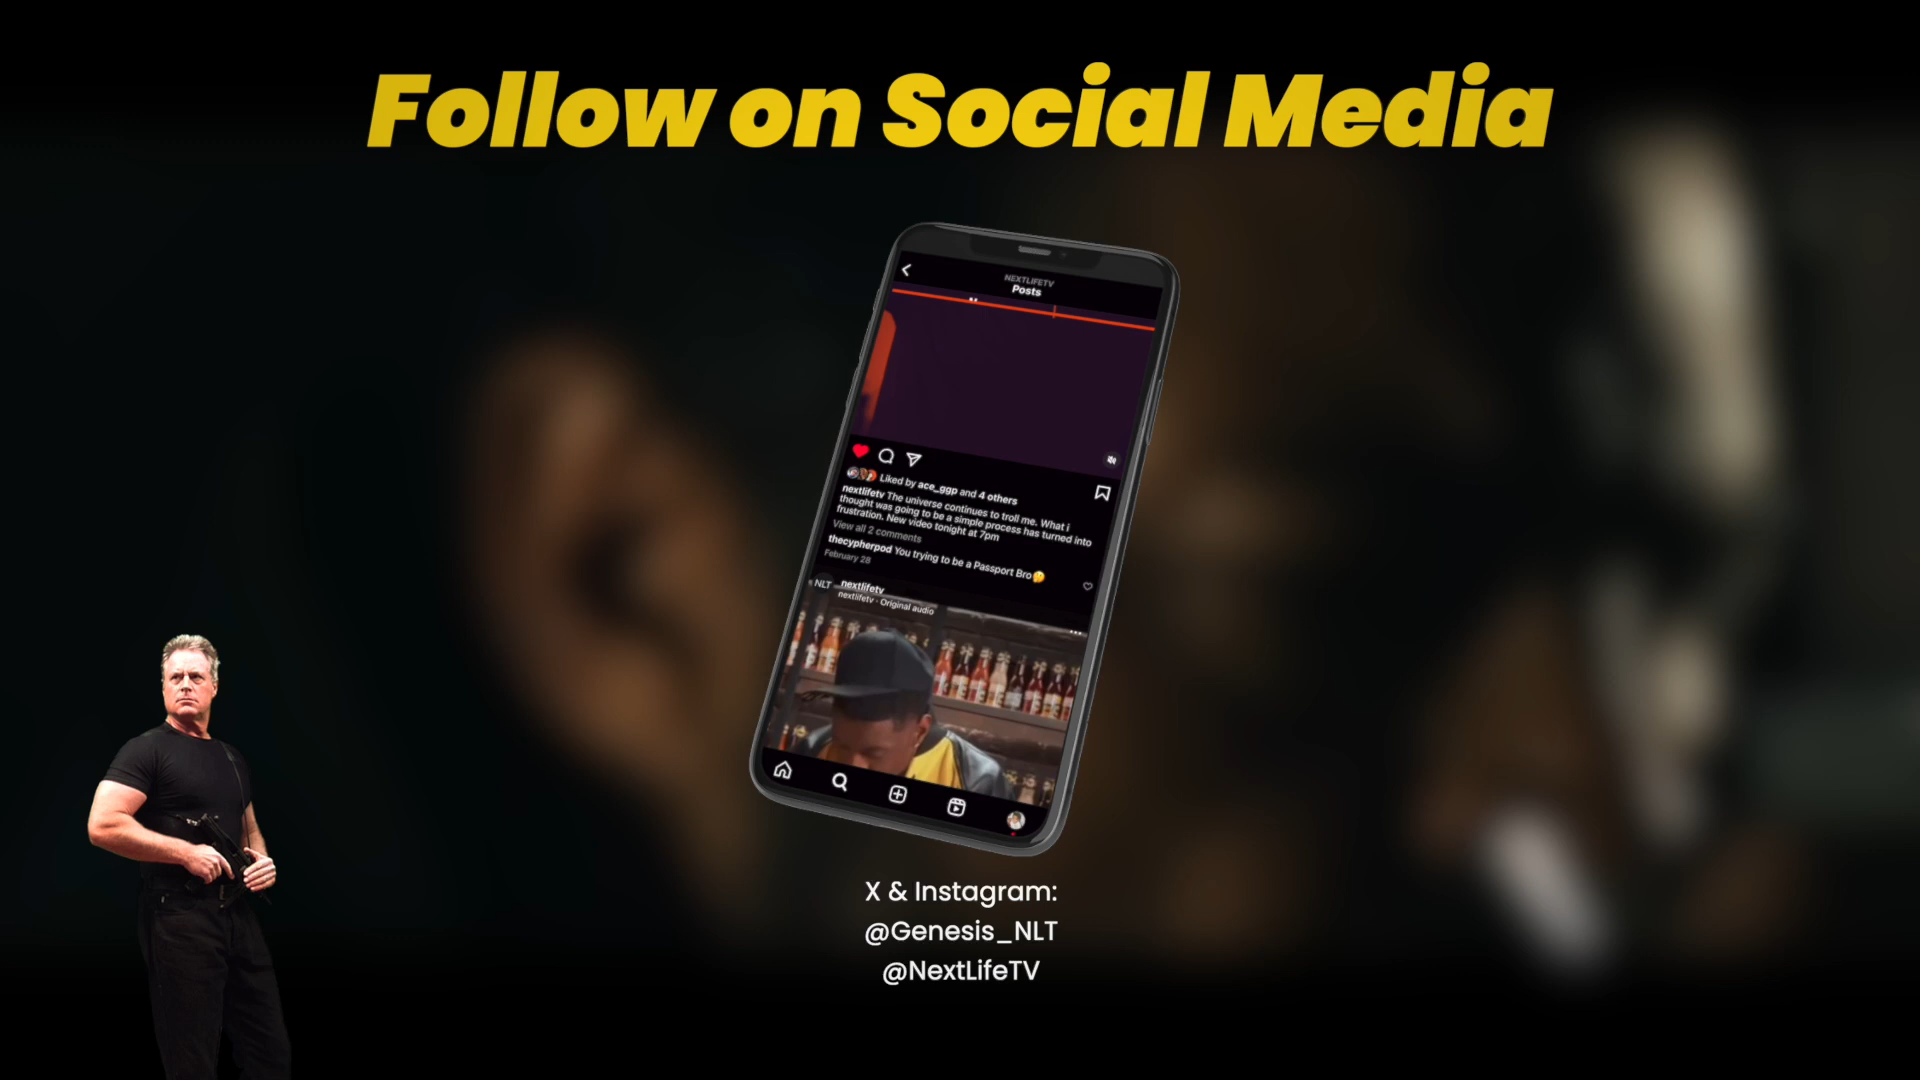 Follow on Social Media
NEXTLIFETV
Posts
Liked by ace_ggp and 4 others
nextlifetv The universe continues to troll me. What i
thought was going to be a simple process has turned into
frustration. New video tonight at 7pm
View all 2 comments
thecypherpod You trying to be a Passport Bro🤔
February 28
NLT
nextlifetv
nextlifetv · Original audio
X & Instagram:
@Genesis_NLT
@NextLifeTV